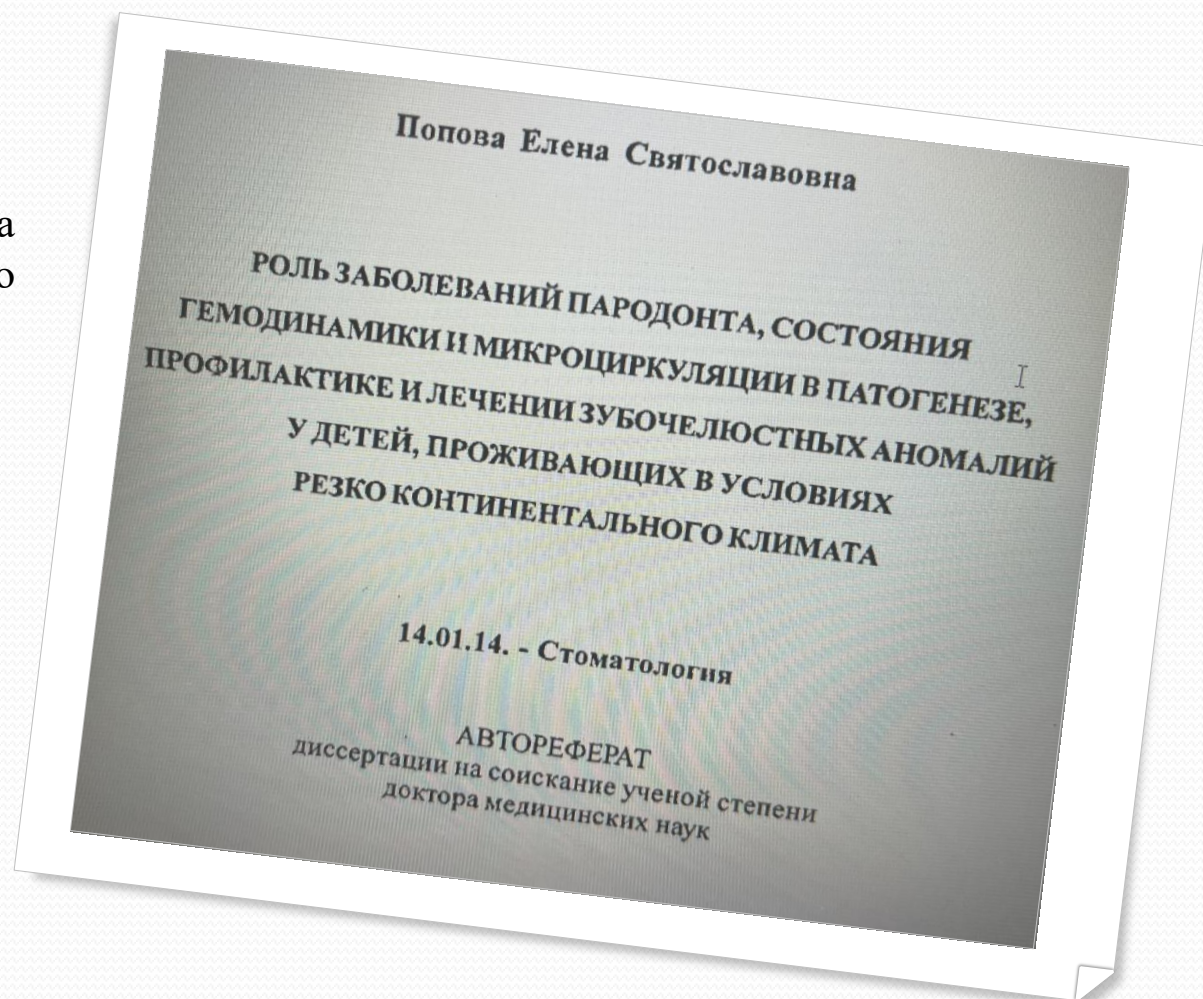 а
о
Попова Елена Святославовна
РОЛЬ ЗАБОЛЕВАНИЙ ПАРОДОНТА, СОСТОЯНИЯ
ГЕМОДИНАМИКИ И МИКРОЦИРКУЛЯЦИИ В ПАТОГЕНЕЗЕ,
ПРОФИЛАКТИКЕ И ЛЕЧЕНИИ ЗУБОЧЕЛЮСТНЫХ АНОМАЛИЙ
У ДЕТЕЙ, ПРОЖИВАЮЩИХ В УСЛОВИЯХ
РЕЗКО КОНТИНЕНТАЛЬНОГО КЛИМАТА
14.01.14. - Стоматология
АВТОРЕФЕРАТ
диссертации на соискание ученой степени
доктора медицинских наук